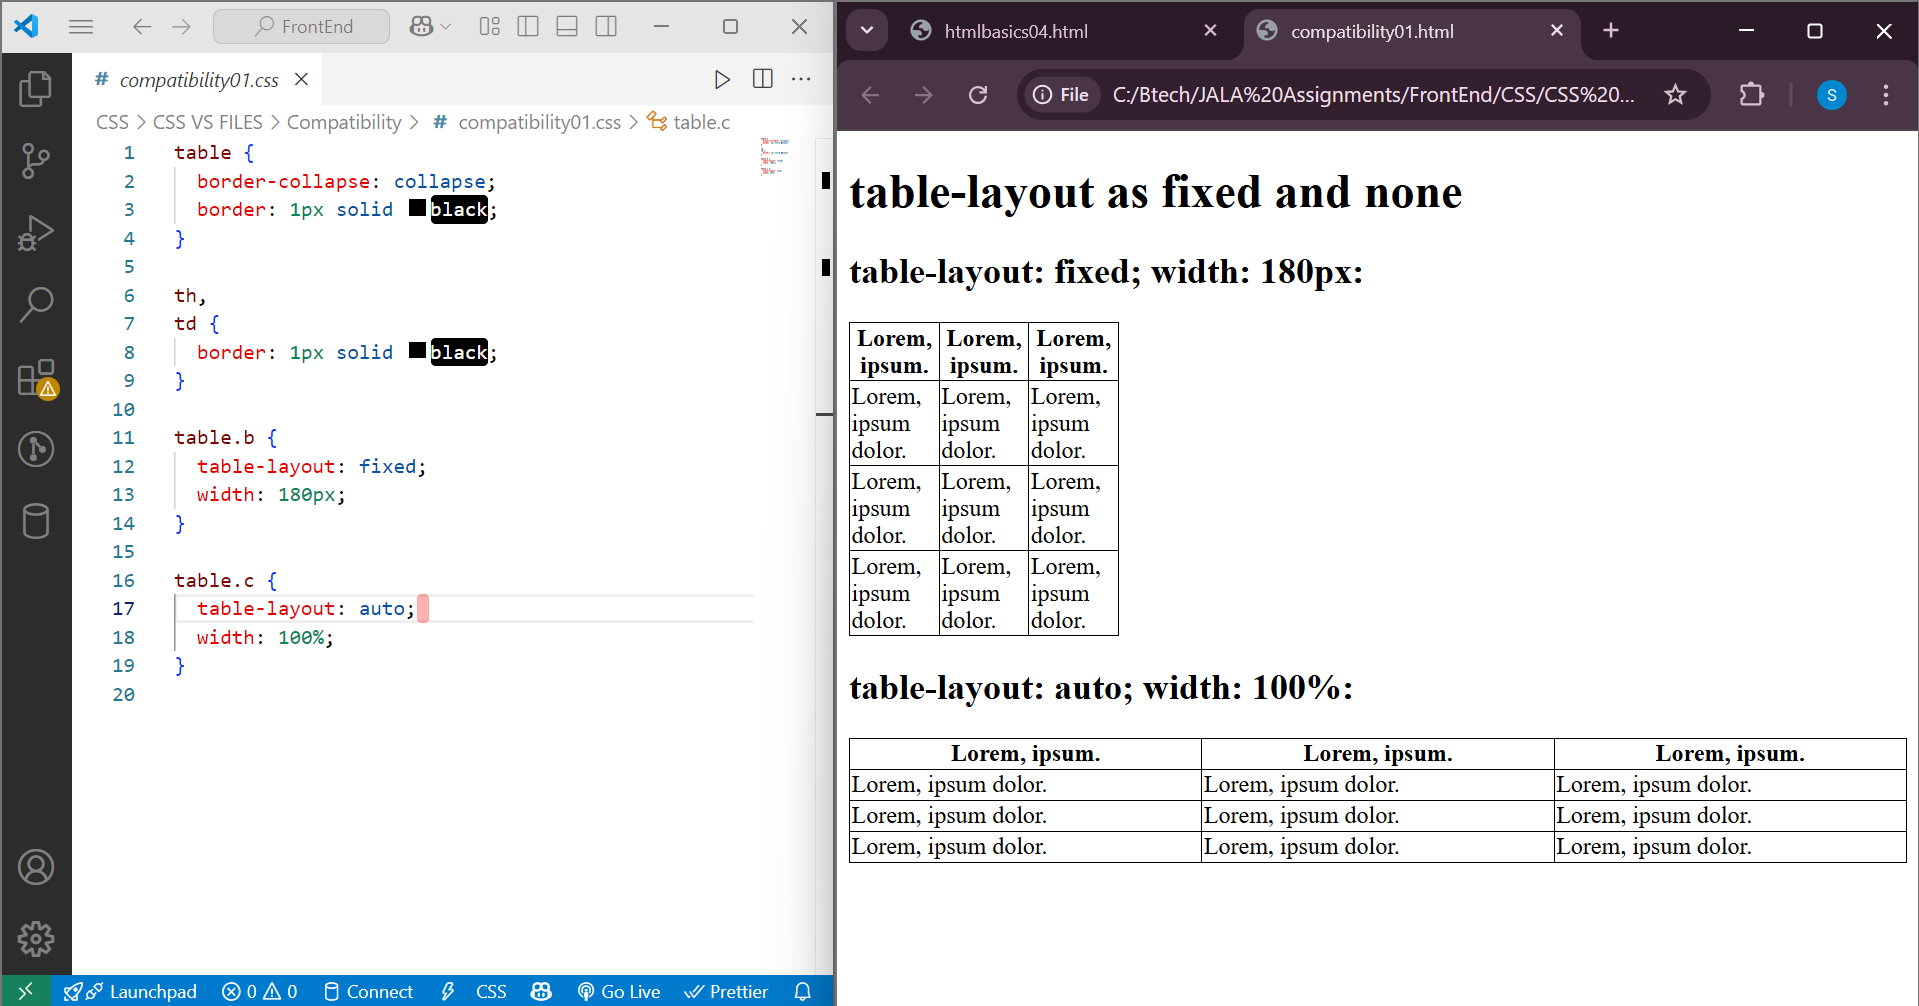 FrontEnd
# compatibility01.css
CSS > CSS VS FILES > Compatibility > # compatibility01.css > table.c
1 table {
2 border-collapse: collapse;
3 border: 1px solid black;
4 }
5
6 th,
7 td {
8 border: 1px solid black;
9 }
10
11 table.b {
12 table-layout: fixed;
13 width: 180px;
14 }
15
16 table.c {
17 table-layout: auto;
18 width: 100%;
19 }
20
Launchpad 0 0 Connect CSS Go Live Prettier
htmlbasics04.html compatibility01.html
File C:/Btech/JALA%20Assignments/FrontEnd/CSS/CSS%20... S
table-layout as fixed and none
table-layout: fixed; width: 180px:
Lorem, Lorem, Lorem,
ipsum. ipsum. ipsum.
Lorem, Lorem, Lorem,
ipsum ipsum ipsum
dolor. dolor. dolor.
Lorem, Lorem, Lorem,
ipsum ipsum ipsum
dolor. dolor. dolor.
Lorem, Lorem, Lorem,
ipsum ipsum ipsum
dolor. dolor. dolor.
table-layout: auto; width: 100%:
Lorem, ipsum. Lorem, ipsum. Lorem, ipsum.
Lorem, ipsum dolor. Lorem, ipsum dolor. Lorem, ipsum dolor.
Lorem, ipsum dolor. Lorem, ipsum dolor. Lorem, ipsum dolor.
Lorem, ipsum dolor. Lorem, ipsum dolor. Lorem, ipsum dolor.